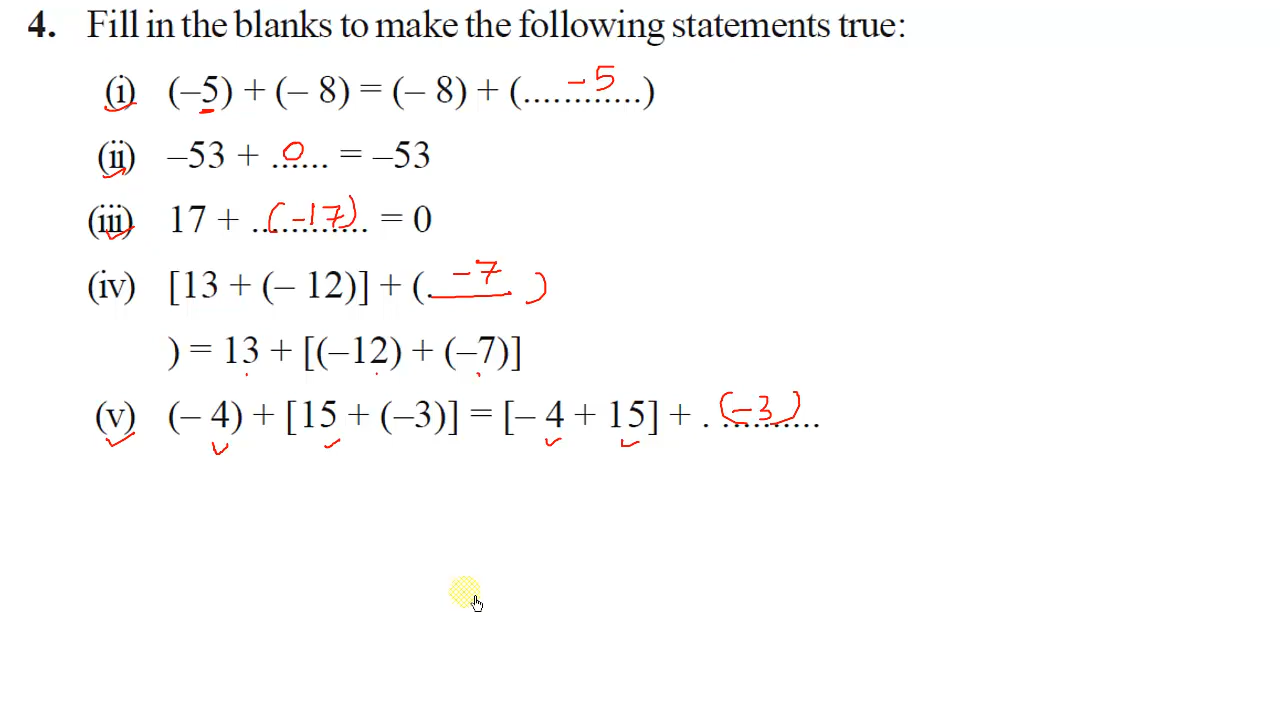 4. Fill in the blanks to make the following statements true:
(i) (–5) + (– 8) = (– 8) + (............) -5
(ii) –53 + ...0... = –53
(iii) 17 + ..(-17).. = 0
(iv) [13 + (– 12)] + (. -7 )
) = 13 + [(–12) + (–7)]
(v) (– 4) + [15 + (–3)] = [– 4 + 15] + . (-3) ..........